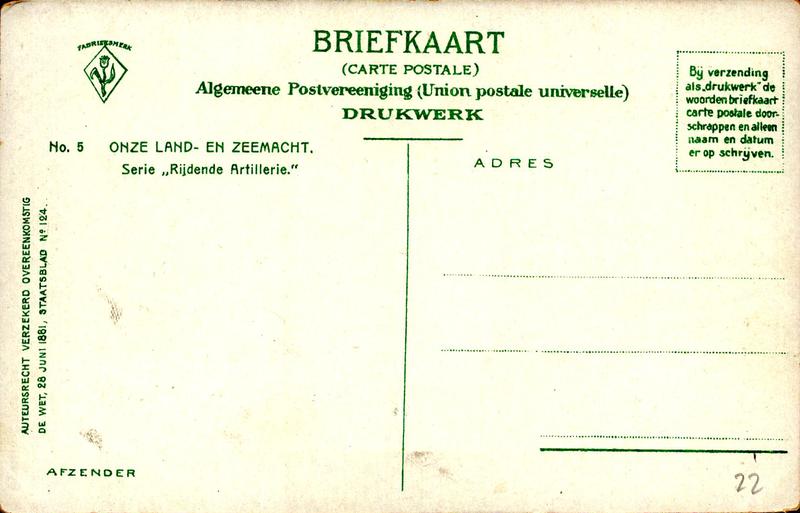 FABRIEKSMERK
BRIEFKAART
(CARTE POSTALE)
Algemeene Postvereeniging (Union postale universelle)
DRUKWERK
Bij verzending
als „drukwerk" de
woorden briefkaart
carte postale door-
schrappen en alleen
naam en datum
er op schrijven.
No. 5 ONZE LAND- EN ZEEMACHT.
Serie „Rijdende Artillerie."
ADRES
AUTEURSRECHT VERZEKERD OVEREENKOMSTIG
DE WET, 28 JUNI 1881, STAATSBLAD No 124.
AFZENDER
22